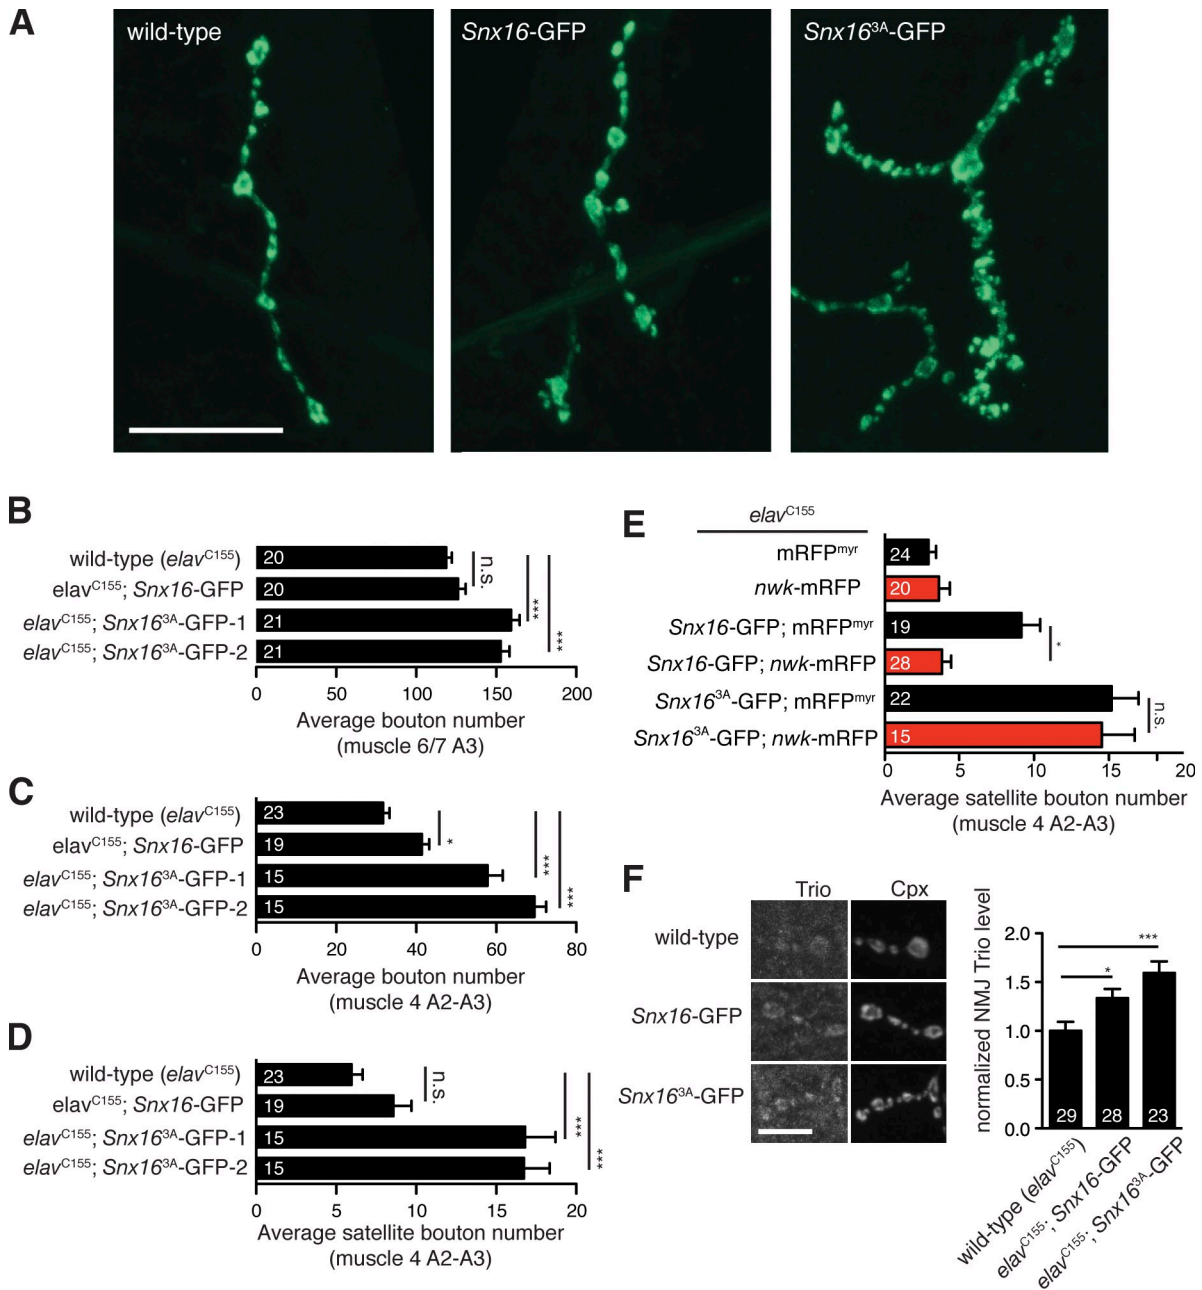 A
wild-type
Snx16-GFP
Snx163A-GFP
B
wild-type (elavC155)
elavC155; Snx16-GFP
elavC155; Snx163A-GFP-1
elavC155; Snx163A-GFP-2
20
20
21
21
n.s.
***
***
0 50 100 150 200
Average bouton number
(muscle 6/7 A3)
C
wild-type (elavC155)
elavC155; Snx16-GFP
elavC155; Snx163A-GFP-1
elavC155; Snx163A-GFP-2
23
19
15
15
*
***
***
0 20 40 60 80
Average bouton number
(muscle 4 A2-A3)
D
wild-type (elavC155)
elavC155; Snx16-GFP
elavC155; Snx163A-GFP-1
elavC155; Snx163A-GFP-2
23
19
15
15
n.s.
***
***
0 5 10 15 20
Average satellite bouton number
(muscle 4 A2-A3)
E
elavC155
mRFPmyr
nwk-mRFP
Snx16-GFP; mRFPmyr
Snx16-GFP; nwk-mRFP
Snx163A-GFP; mRFPmyr
Snx163A-GFP; nwk-mRFP
24
20
19
28
22
15
*
n.s.
0 5 10 15 20
Average satellite bouton number
(muscle 4 A2-A3)
F
Trio Cpx
wild-type
Snx16-GFP
Snx163A-GFP
normalized NMJ Trio level
2.0
1.5
1.0
0.5
0.0
***
*
29 28 23
wild-type (elavC155)
elavC155; Snx16-GFP
elavC155; Snx163A-GFP